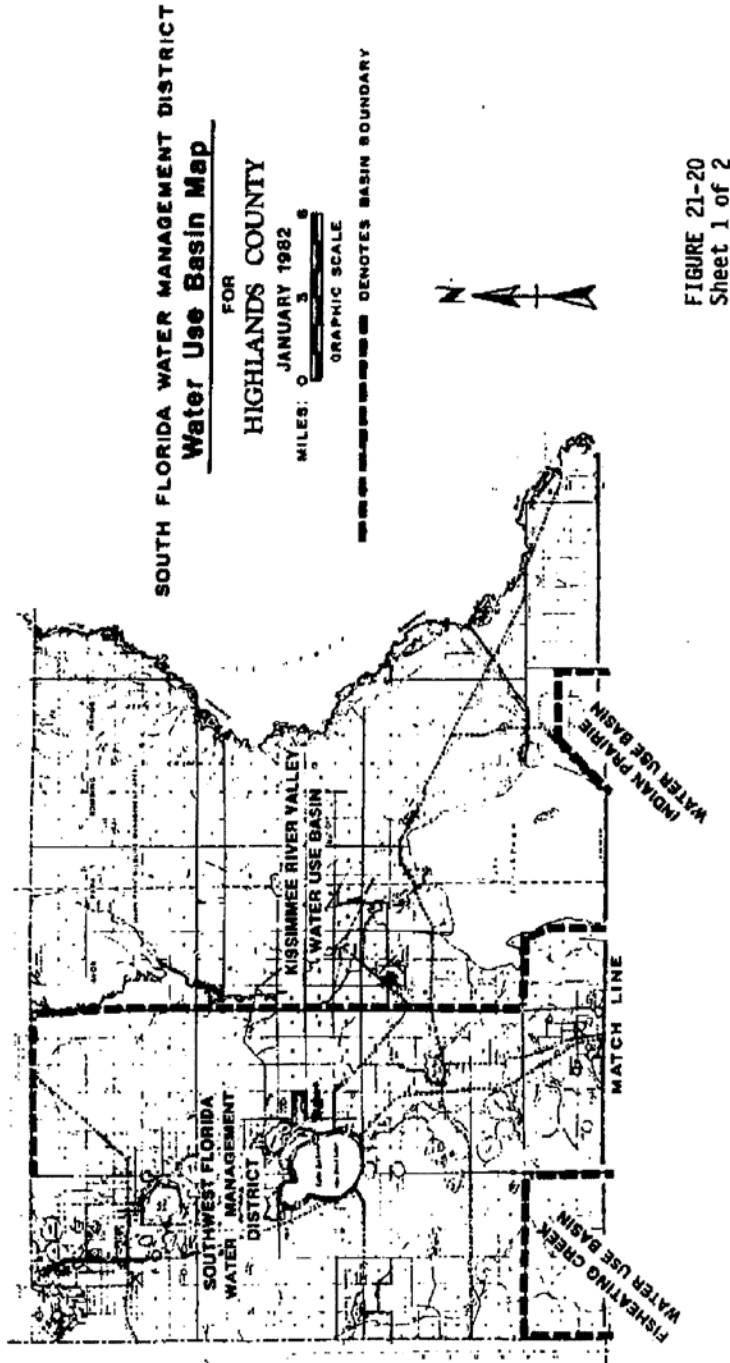 SOUTH FLORIDA WATER MANAGEMENT DISTRICT
Water Use Basin Map
FOR
HIGHLANDS COUNTY
JANUARY 1982
MILES: 0 3 6
GRAPHIC SCALE
DENOTES BASIN BOUNDARY
N
SOUTHWEST FLORIDA
WATER MANAGEMENT
DISTRICT
KISSIMMEE RIVER VALLEY
WATER USE BASIN
FISHEATING CREEK
WATER USE BASIN
INDIAN PRAIRIE
WATER USE BASIN
MATCH LINE
FIGURE 21-20
Sheet 1 of 2